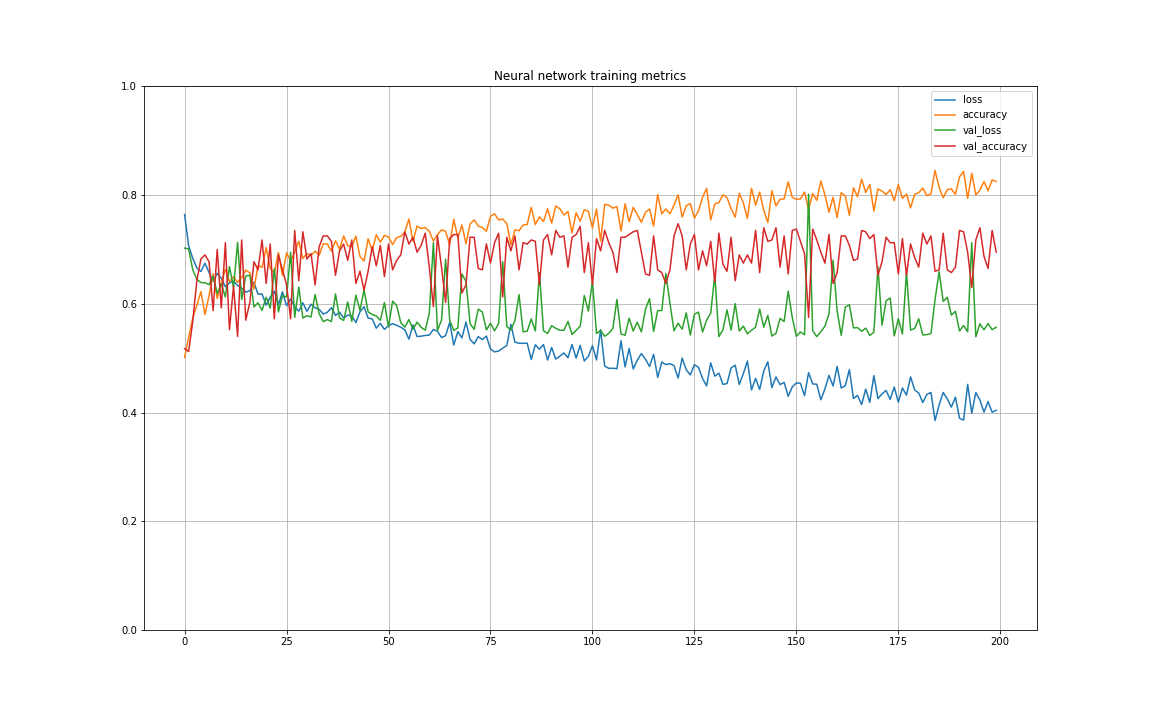 Neural network training metrics
1.0
0.8
0.6
0.4
0.2
0.0
0 25 50 75 100 125 150 175 200
loss
accuracy
val_loss
val_accuracy